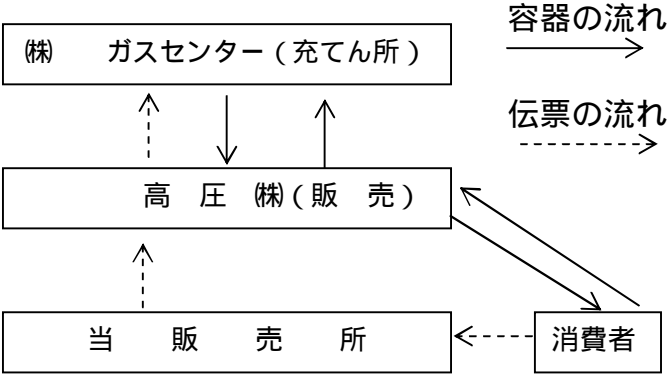 容器の流れ
㈱　　ガスセンター（充てん所）
伝票の流れ
高　圧　㈱（販　売）
当　販　売　所
消費者